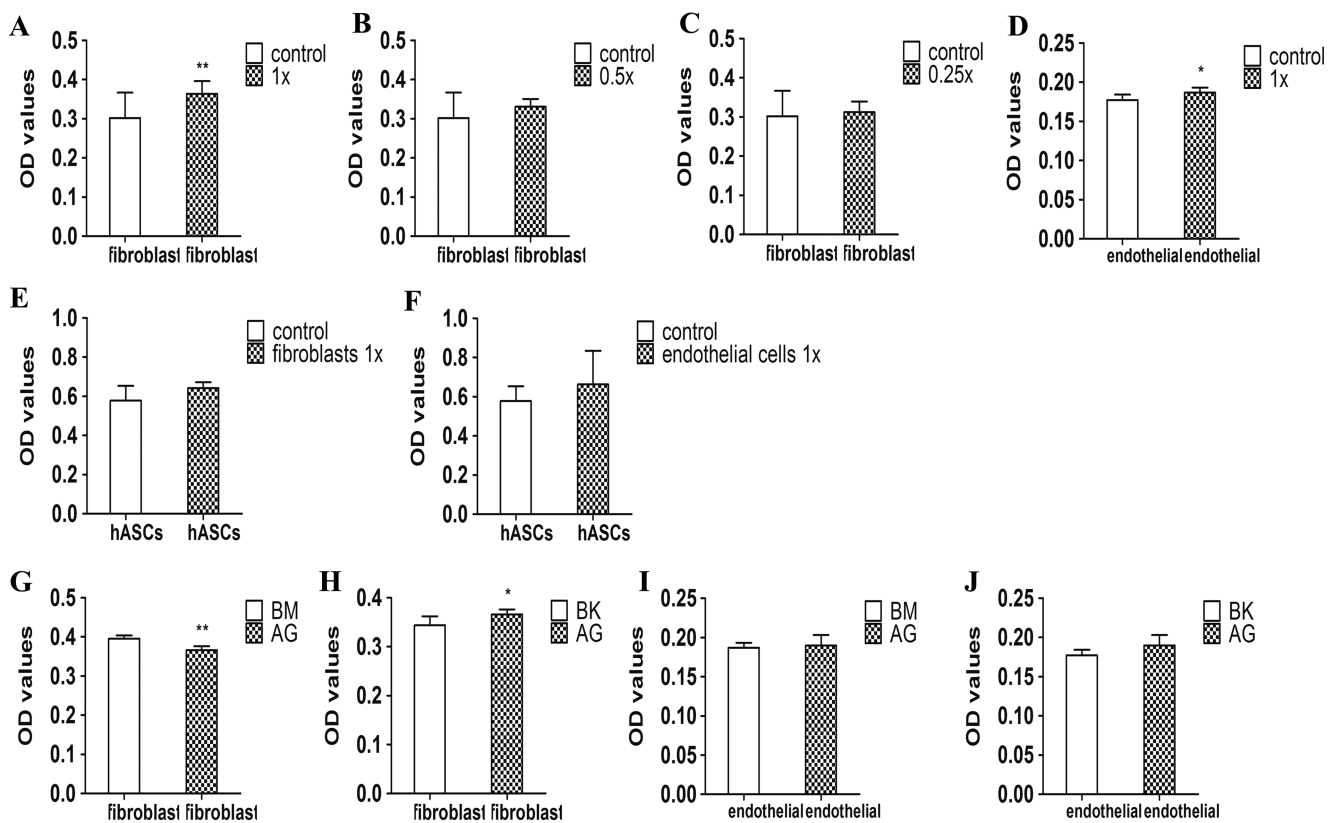 A
OD values
0.5
0.4
0.3
0.2
0.1
0.0
**
fibroblast fibroblast
control
1x
B
OD values
0.5
0.4
0.3
0.2
0.1
0.0
fibroblast fibroblast
control
0.5x
C
OD values
0.5
0.4
0.3
0.2
0.1
0.0
fibroblast fibroblast
control
0.25x
D
OD values
0.25
0.20
0.15
0.10
0.05
0.00
*
endothelial endothelial
control
1x
E
OD values
1.0
0.8
0.6
0.4
0.2
0.0
hASCs hASCs
control
fibroblasts 1x
F
OD values
1.0
0.8
0.6
0.4
0.2
0.0
hASCs hASCs
control
endothelial cells 1x
G
OD values
0.5
0.4
0.3
0.2
0.1
0.0
**
fibroblast fibroblast
BM
AG
H
OD values
0.4
0.3
0.2
0.1
0.0
*
fibroblast fibroblast
BK
AG
I
OD values
0.25
0.20
0.15
0.10
0.05
0.00
endothelial endothelial
BM
AG
J
OD values
0.25
0.20
0.15
0.10
0.05
0.00
endothelial endothelial
BK
AG